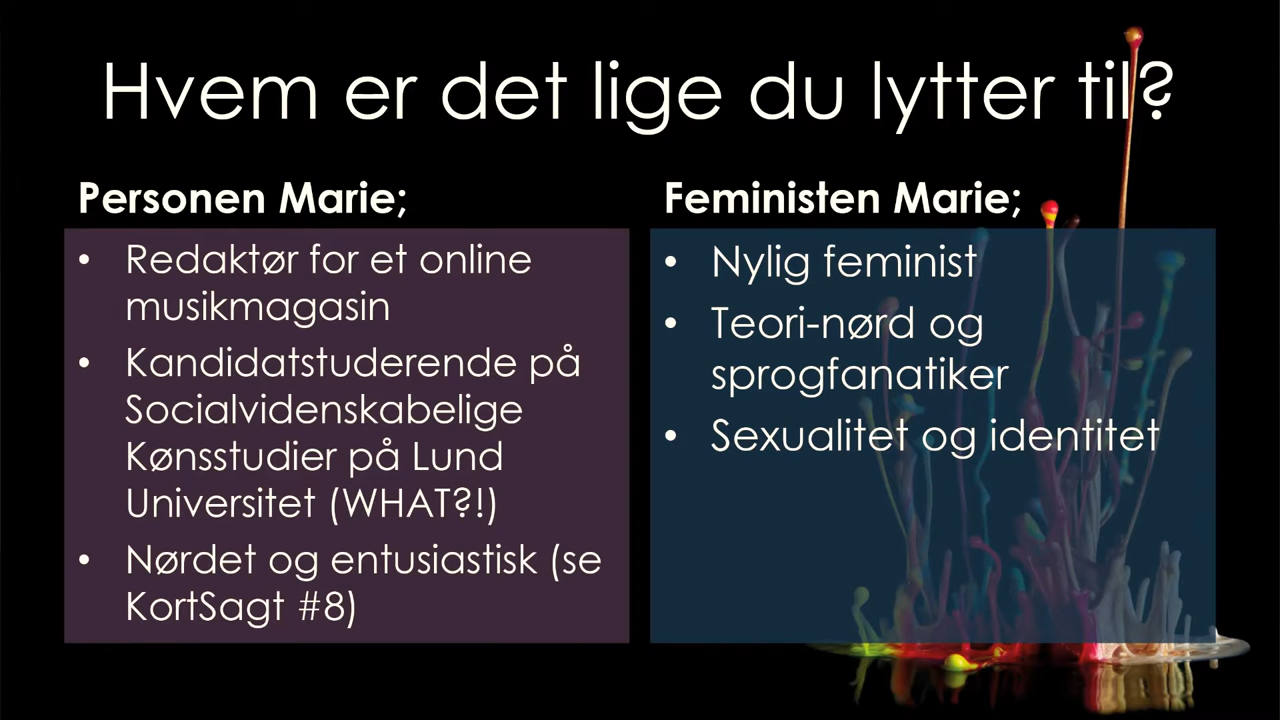 Hvem er det lige du lytter til?
Personen Marie;
• Redaktør for et online
musikmagasin
• Kandidatstuderende på
Socialvidenskabelige
Kønsstudier på Lund
Universitet (WHAT?!)
• Nørdet og entusiastisk (se
KortSagt #8)
Feministen Marie;
• Nylig feminist
• Teori-nørd og
sprogfanatiker
• Sexualitet og identitet